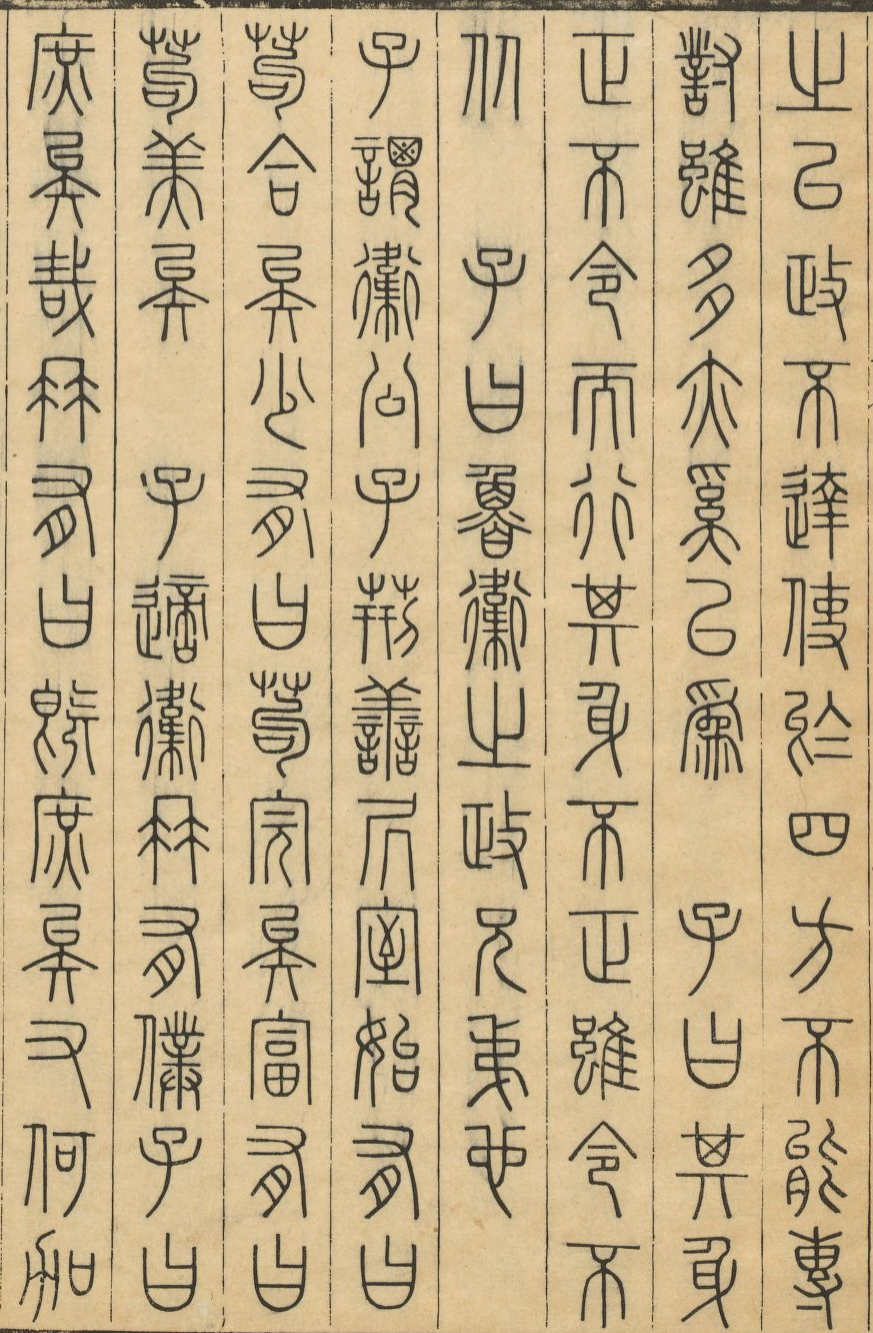 之以政不達使於四方不能專
對雖多亦奚以爲 子曰其身
正不令而行其身不正雖令不
从 子曰魯衛之政兄弟也
子謂衛公子荊善凥室始有曰
苟合矣少有曰苟完矣富有曰
苟美矣 子適衛冉有僕子曰
庶矣哉冉有曰既庶矣又何加